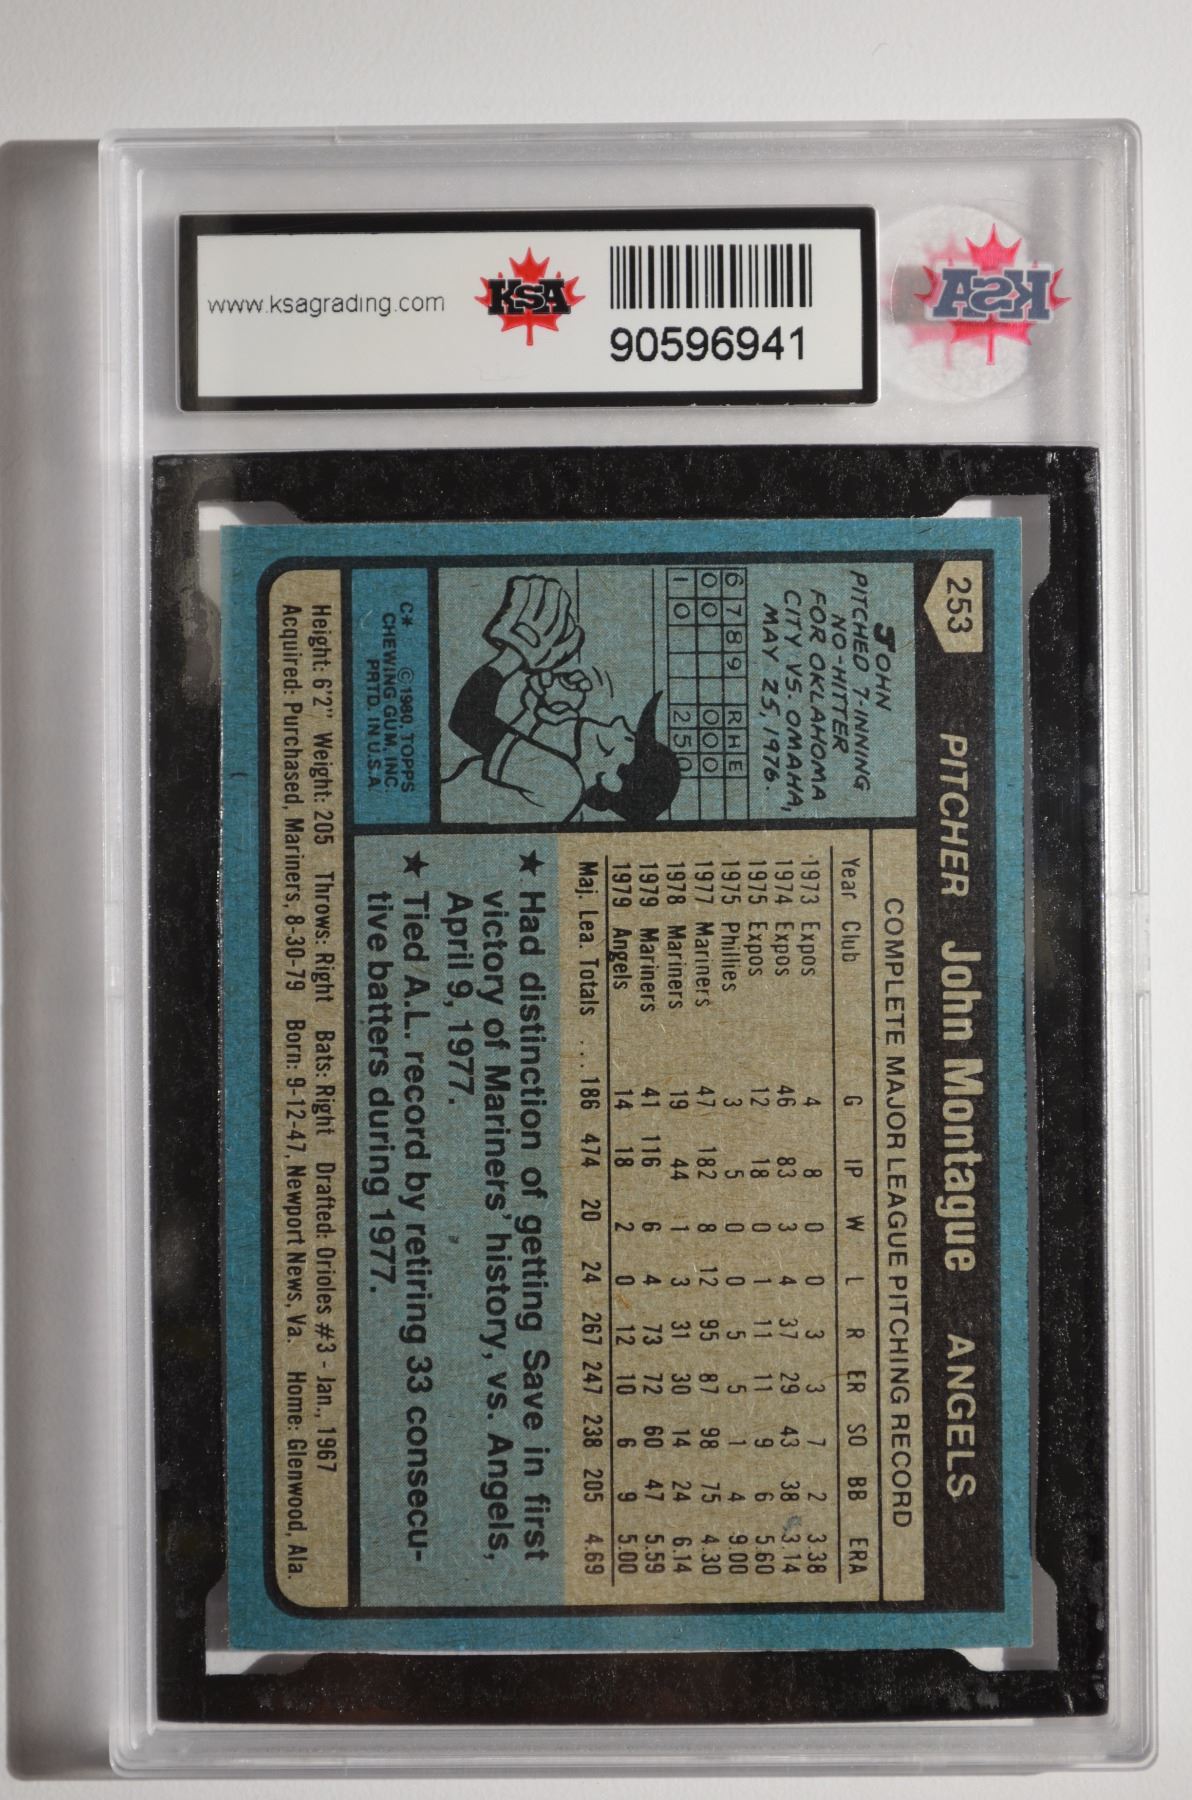 www.ksagrading.com
KSA
90596941
KSA
253 PITCHER John Montague ANGELS
JOHN
PITCHED 7-INNING
NO-HITTER
FOR OKLAHOMA
CITY VS. OMAHA,
MAY 25, 1976.
6 7 8 9 R H E
0 0 0 0 0
1 0 2 5 0
C* © 1980, TOPPS
CHEWING GUM, INC.
PRTD. IN U.S.A.
COMPLETE MAJOR LEAGUE PITCHING RECORD
Year Club G IP W L R ER SO BB ERA
1973 Expos 4 8 0 0 3 3 7 2 3.38
1974 Expos 46 83 3 4 37 29 43 38 3.14
1975 Expos 12 18 0 1 11 11 9 6 5.60
1975 Phillies 3 5 0 0 5 5 1 4 9.00
1977 Mariners 47 182 8 12 95 87 98 75 4.30
1978 Mariners 19 44 1 3 31 30 14 24 6.14
1979 Mariners 41 116 6 4 73 72 60 47 5.59
1979 Angels 14 18 2 0 12 10 6 9 5.00
Maj. Lea. Totals ... 186 474 20 24 267 247 238 205 4.69
★ Had distinction of getting Save in first
victory of Mariners' history, vs. Angels,
April 9, 1977.
★ Tied A.L. record by retiring 33 consecu-
tive batters during 1977.
Height: 6'2" Weight: 205 Throws: Right Bats: Right Drafted: Orioles #3 - Jan., 1967
Acquired: Purchased, Mariners, 8-30-79 Born: 9-12-47, Newport News, Va. Home: Glenwood, Ala.